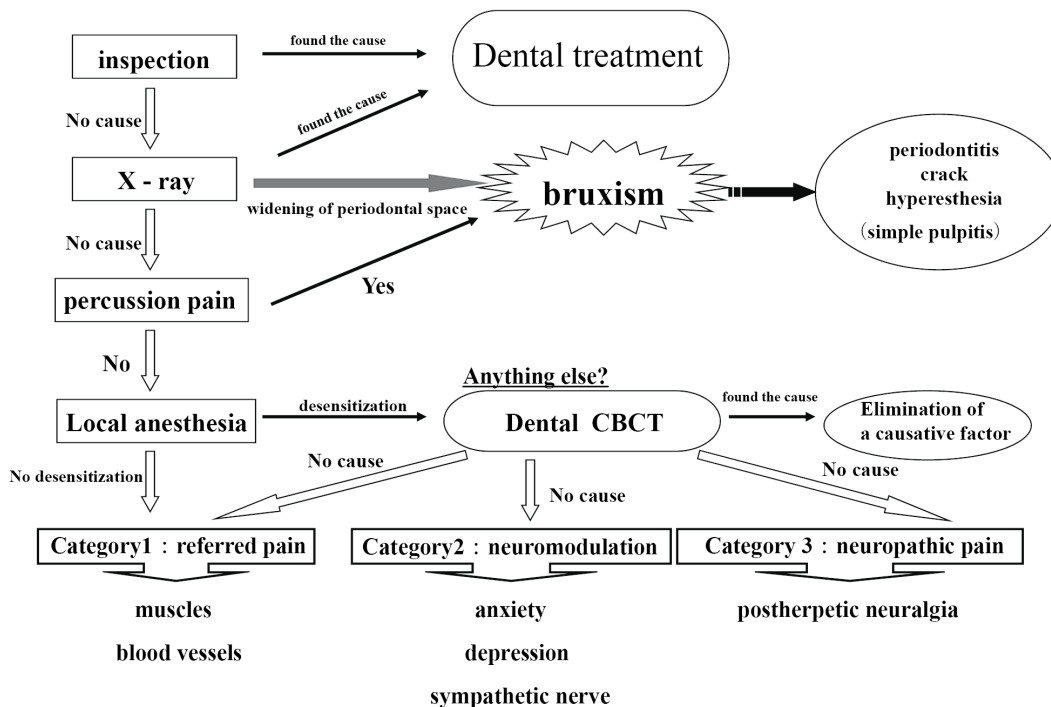 inspection
found the cause
Dental treatment
No cause
found the cause
X - ray
widening of periodontal space
bruxism
periodontitis
crack
hyperesthesia
(simple pulpitis)
No cause
percussion pain
Yes
No
Anything else?
Local anesthesia
desensitization
Dental CBCT
found the cause
Elimination of
a causative factor
No desensitization
No cause
No cause
No cause
Category1：referred pain
Category2：neuromodulation
Category 3：neuropathic pain
muscles
blood vessels
anxiety
depression
sympathetic nerve
postherpetic neuralgia